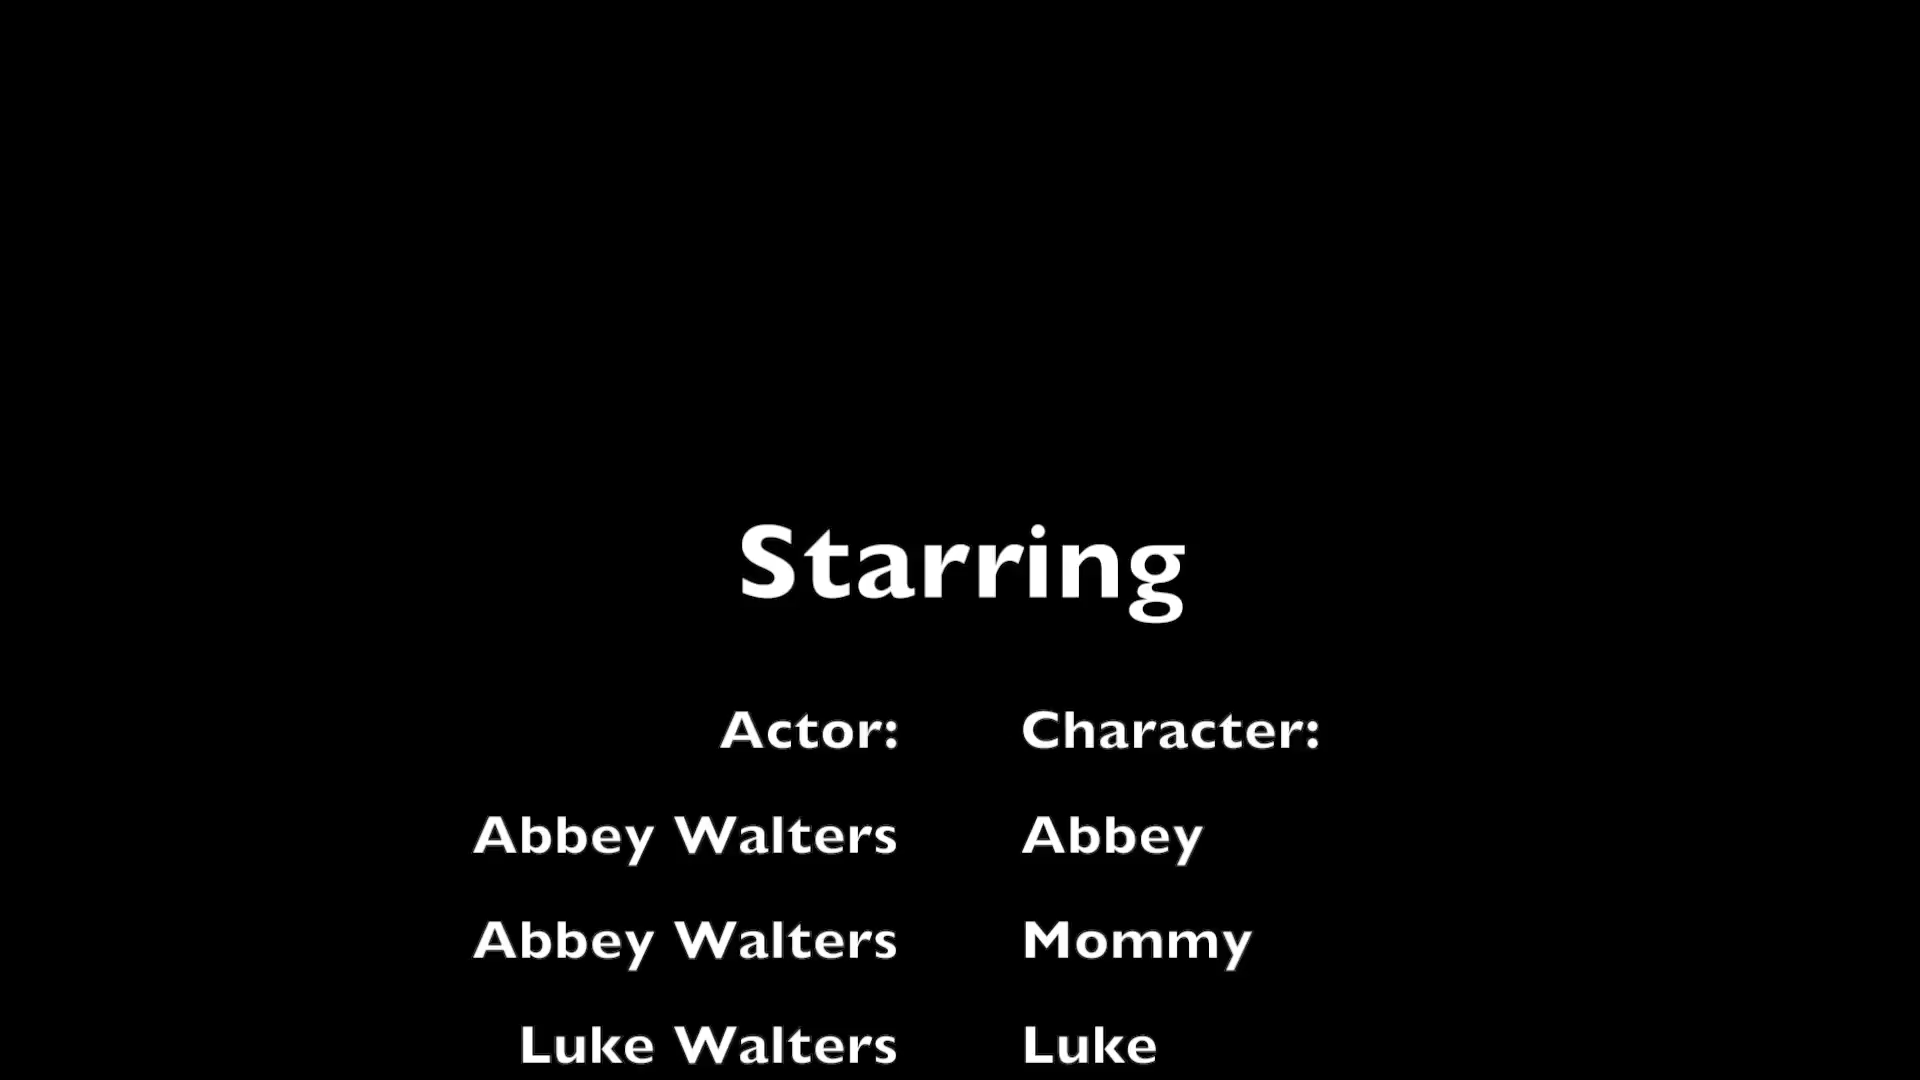 Starring
Actor: Character:
Abbey Walters Abbey
Abbey Walters Mommy
Luke Walters Luke